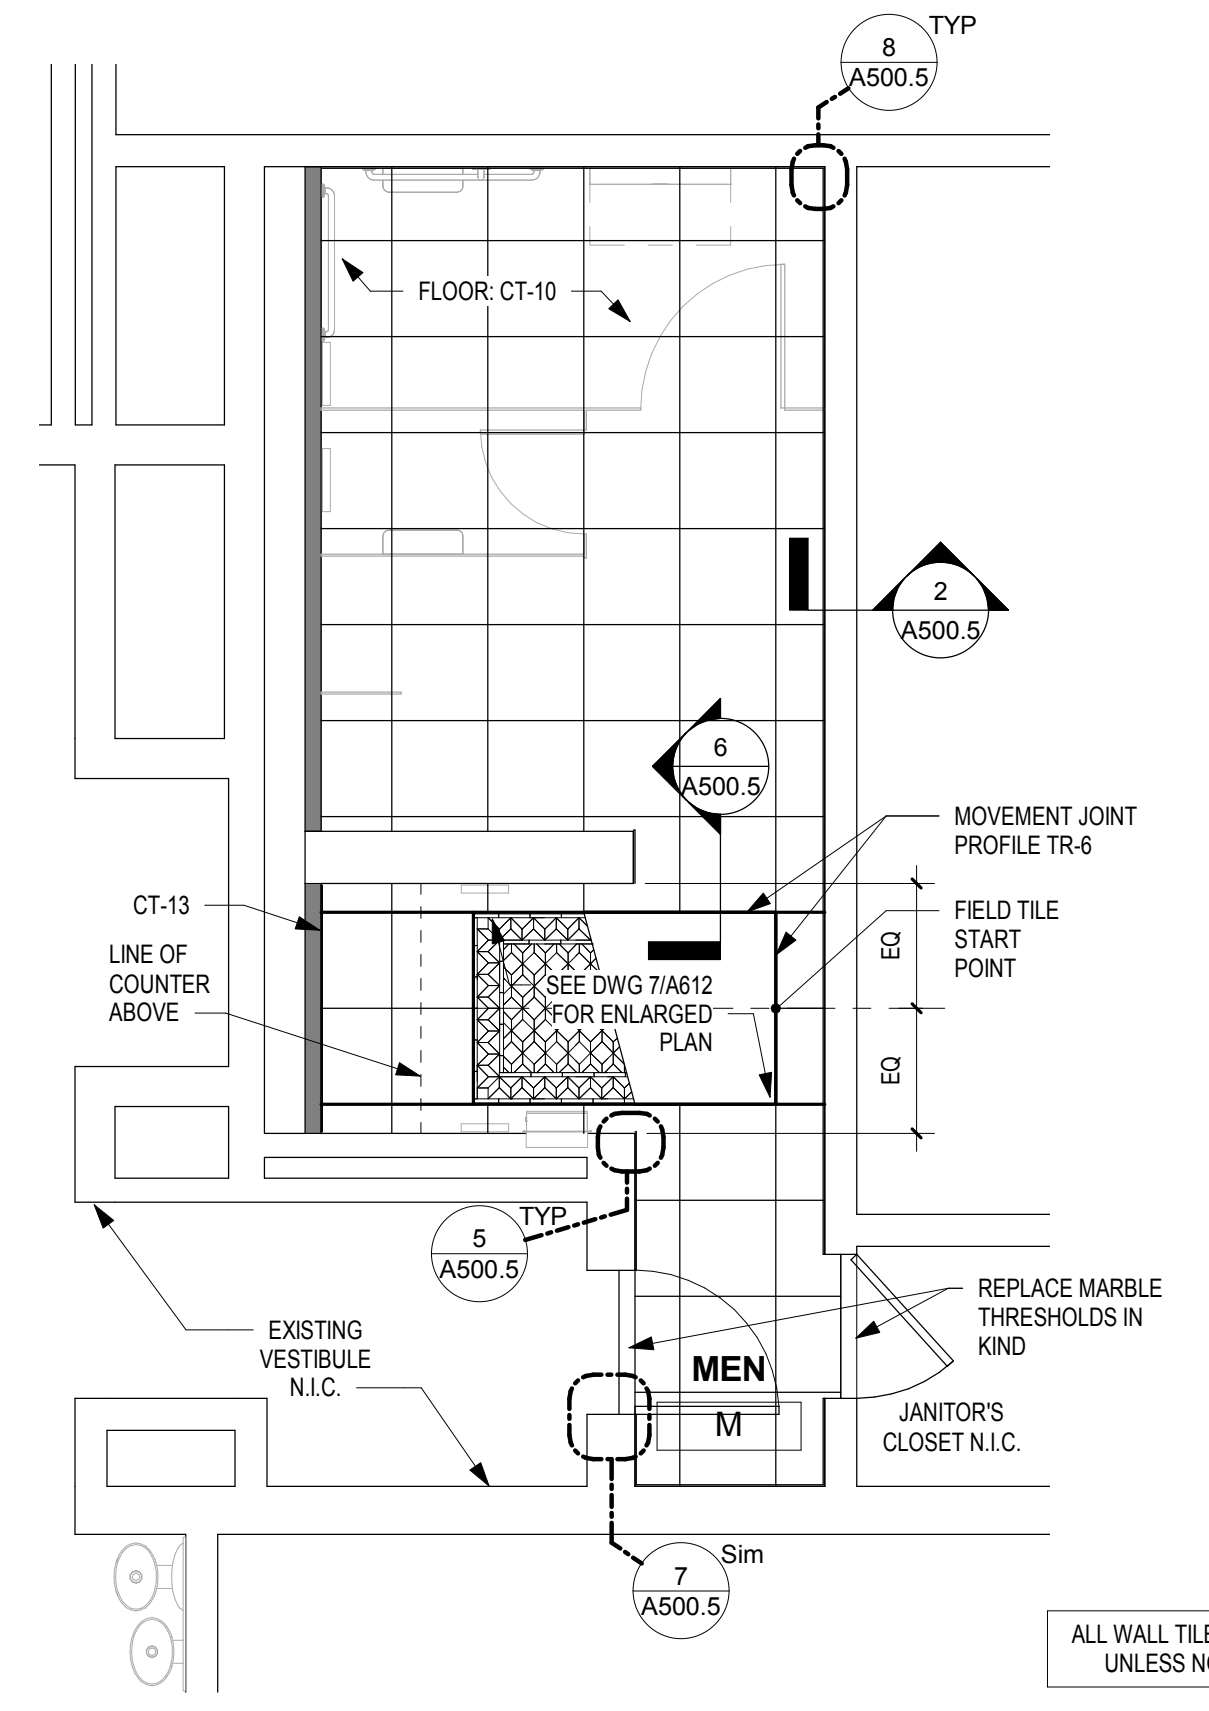 TYP
8
A500.5
FLOOR: CT-10
2
A500.5
6
A500.5
MOVEMENT JOINT
PROFILE TR-6
CT-13
FIELD TILE
START
POINT
EQ
LINE OF
COUNTER
ABOVE
SEE DWG 7/A612
FOR ENLARGED
PLAN
EQ
TYP
5
A500.5
REPLACE MARBLE
THRESHOLDS IN
KIND
EXISTING
VESTIBULE
N.I.C.
MEN
M
JANITOR'S
CLOSET N.I.C.
Sim
7
A500.5
ALL WALL TILE
UNLESS